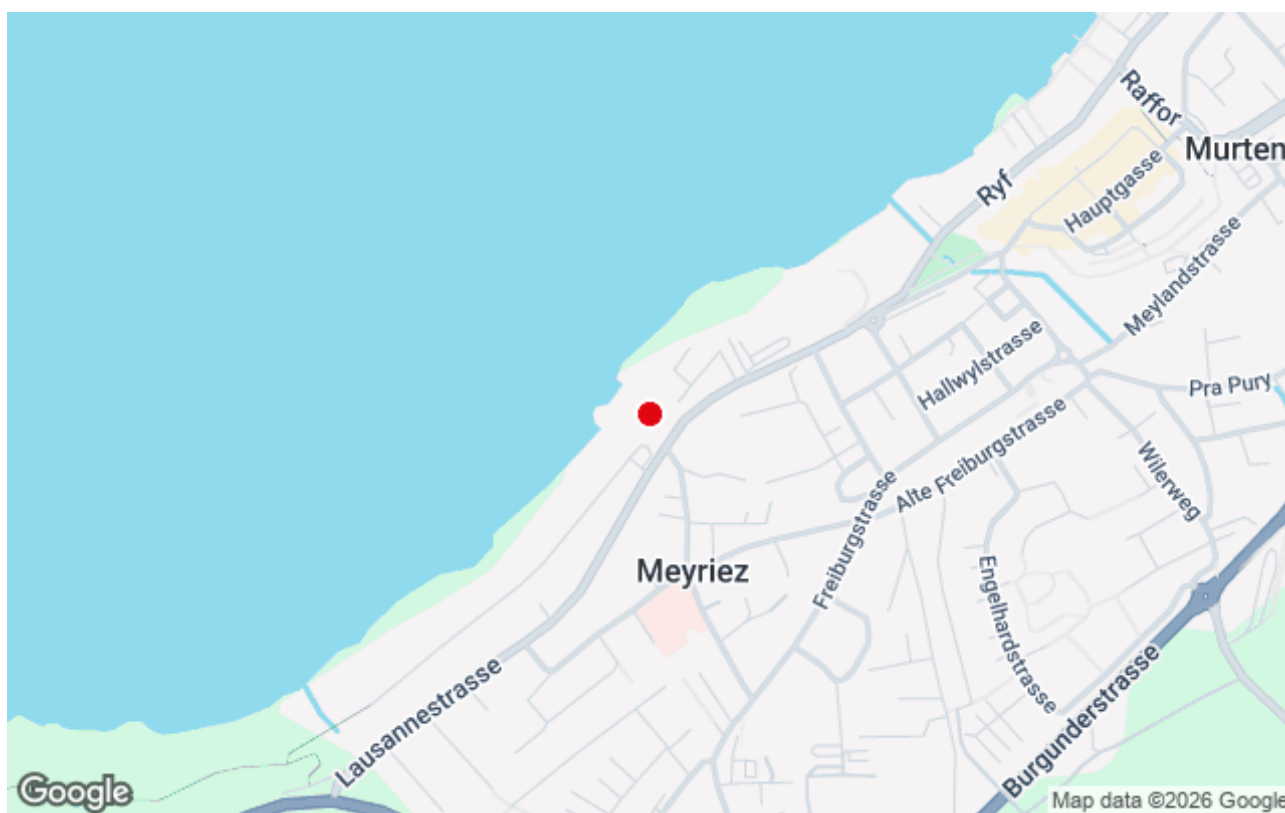 Raffor
Murten
Ryf
Hauptgasse
Meylandstrasse
Hallwylstrasse
Pra Pury
Alte Freiburgstrasse
Wilerweg
Freiburgstrasse
Meyriez
Engelhardstrasse
Lausannestrasse
Burgunderstrasse
Google
Map data ©2026 Google